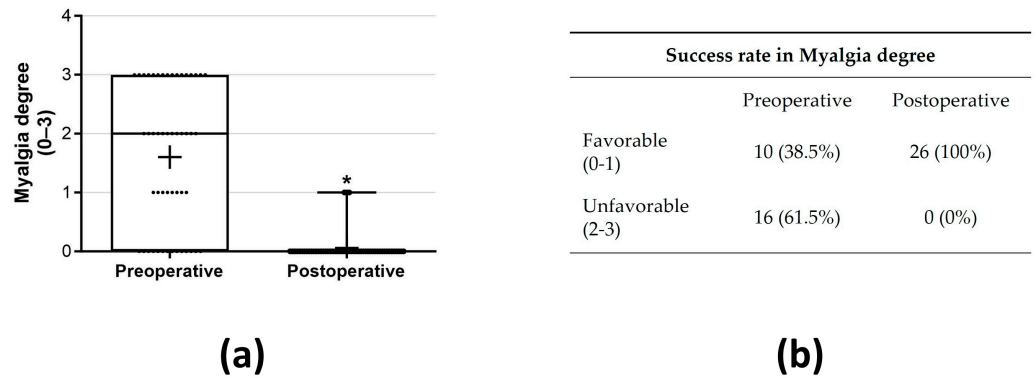 4
3
2
1
0
Myalgia degree
(0–3)
*
Preoperative
Postoperative
(a)
Success rate in Myalgia degree
Preoperative Postoperative
Favorable
(0-1)
10 (38.5%) 26 (100%)
Unfavorable
(2-3)
16 (61.5%) 0 (0%)
(b)